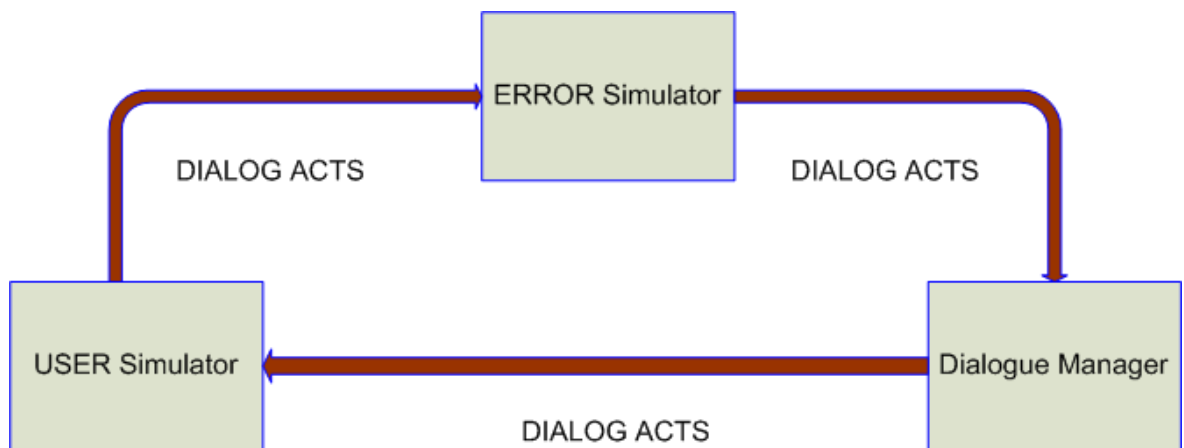 ERROR Simulator
DIALOG ACTS
DIALOG ACTS
USER Simulator
Dialogue Manager
DIALOG ACTS